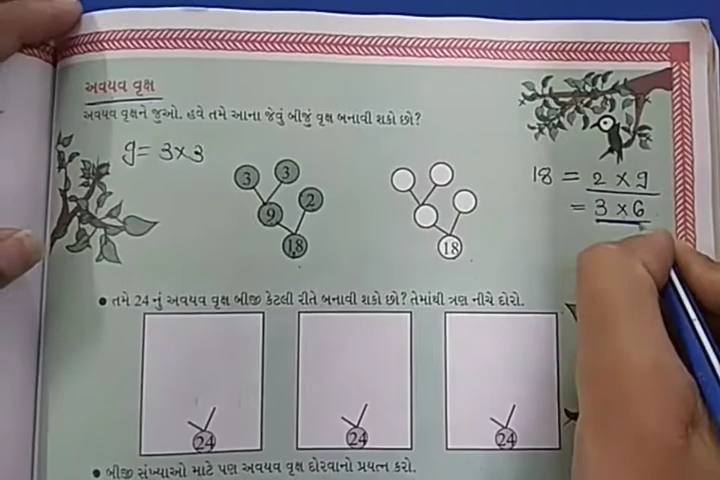 અવયવ વૃક્ષ
અવયવ વૃક્ષને જુઓ. હવે તમે આના જેવું બીજું વૃક્ષ બનાવી શકો છો?
9 = 3 × 3
3 3
9 2
18
18
18 = 2 × 9
= 3 × 6
● તમે 24 નું અવયવ વૃક્ષ બીજી કેટલી રીતે બનાવી શકો છો? તેમાંથી ત્રણ નીચે દોરો.
24 24 24
● બીજી સંખ્યાઓ માટે પણ અવયવ વૃક્ષ દોરવાનો પ્રયત્ન કરો.